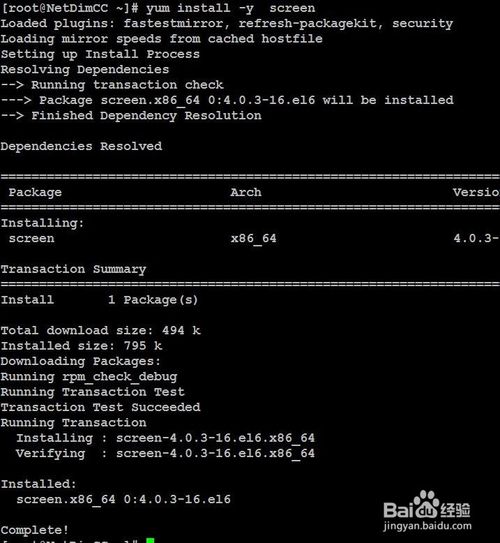 [root@NetDimCC ~]# yum install -y  screen
Loaded plugins: fastestmirror, refresh-packagekit, security
Loading mirror speeds from cached hostfile
Setting up Install Process
Resolving Dependencies
--> Running transaction check
---> Package screen.x86_64 0:4.0.3-16.el6 will be installed
--> Finished Dependency Resolution
Dependencies Resolved
================================================================
Package Arch Versio
================================================================
Installing:
screen x86_64 4.0.3-
Transaction Summary
================================================================
Install 1 Package(s)
Total download size: 494 k
Installed size: 795 k
Downloading Packages:
Running rpm_check_debug
Running Transaction Test
Transaction Test Succeeded
Running Transaction
Installing : screen-4.0.3-16.el6.x86_64
Verifying  : screen-4.0.3-16.el6.x86_64
Installed:
screen.x86_64 0:4.0.3-16.el6
Complete!
Baidu经验
jingyan.baidu.com